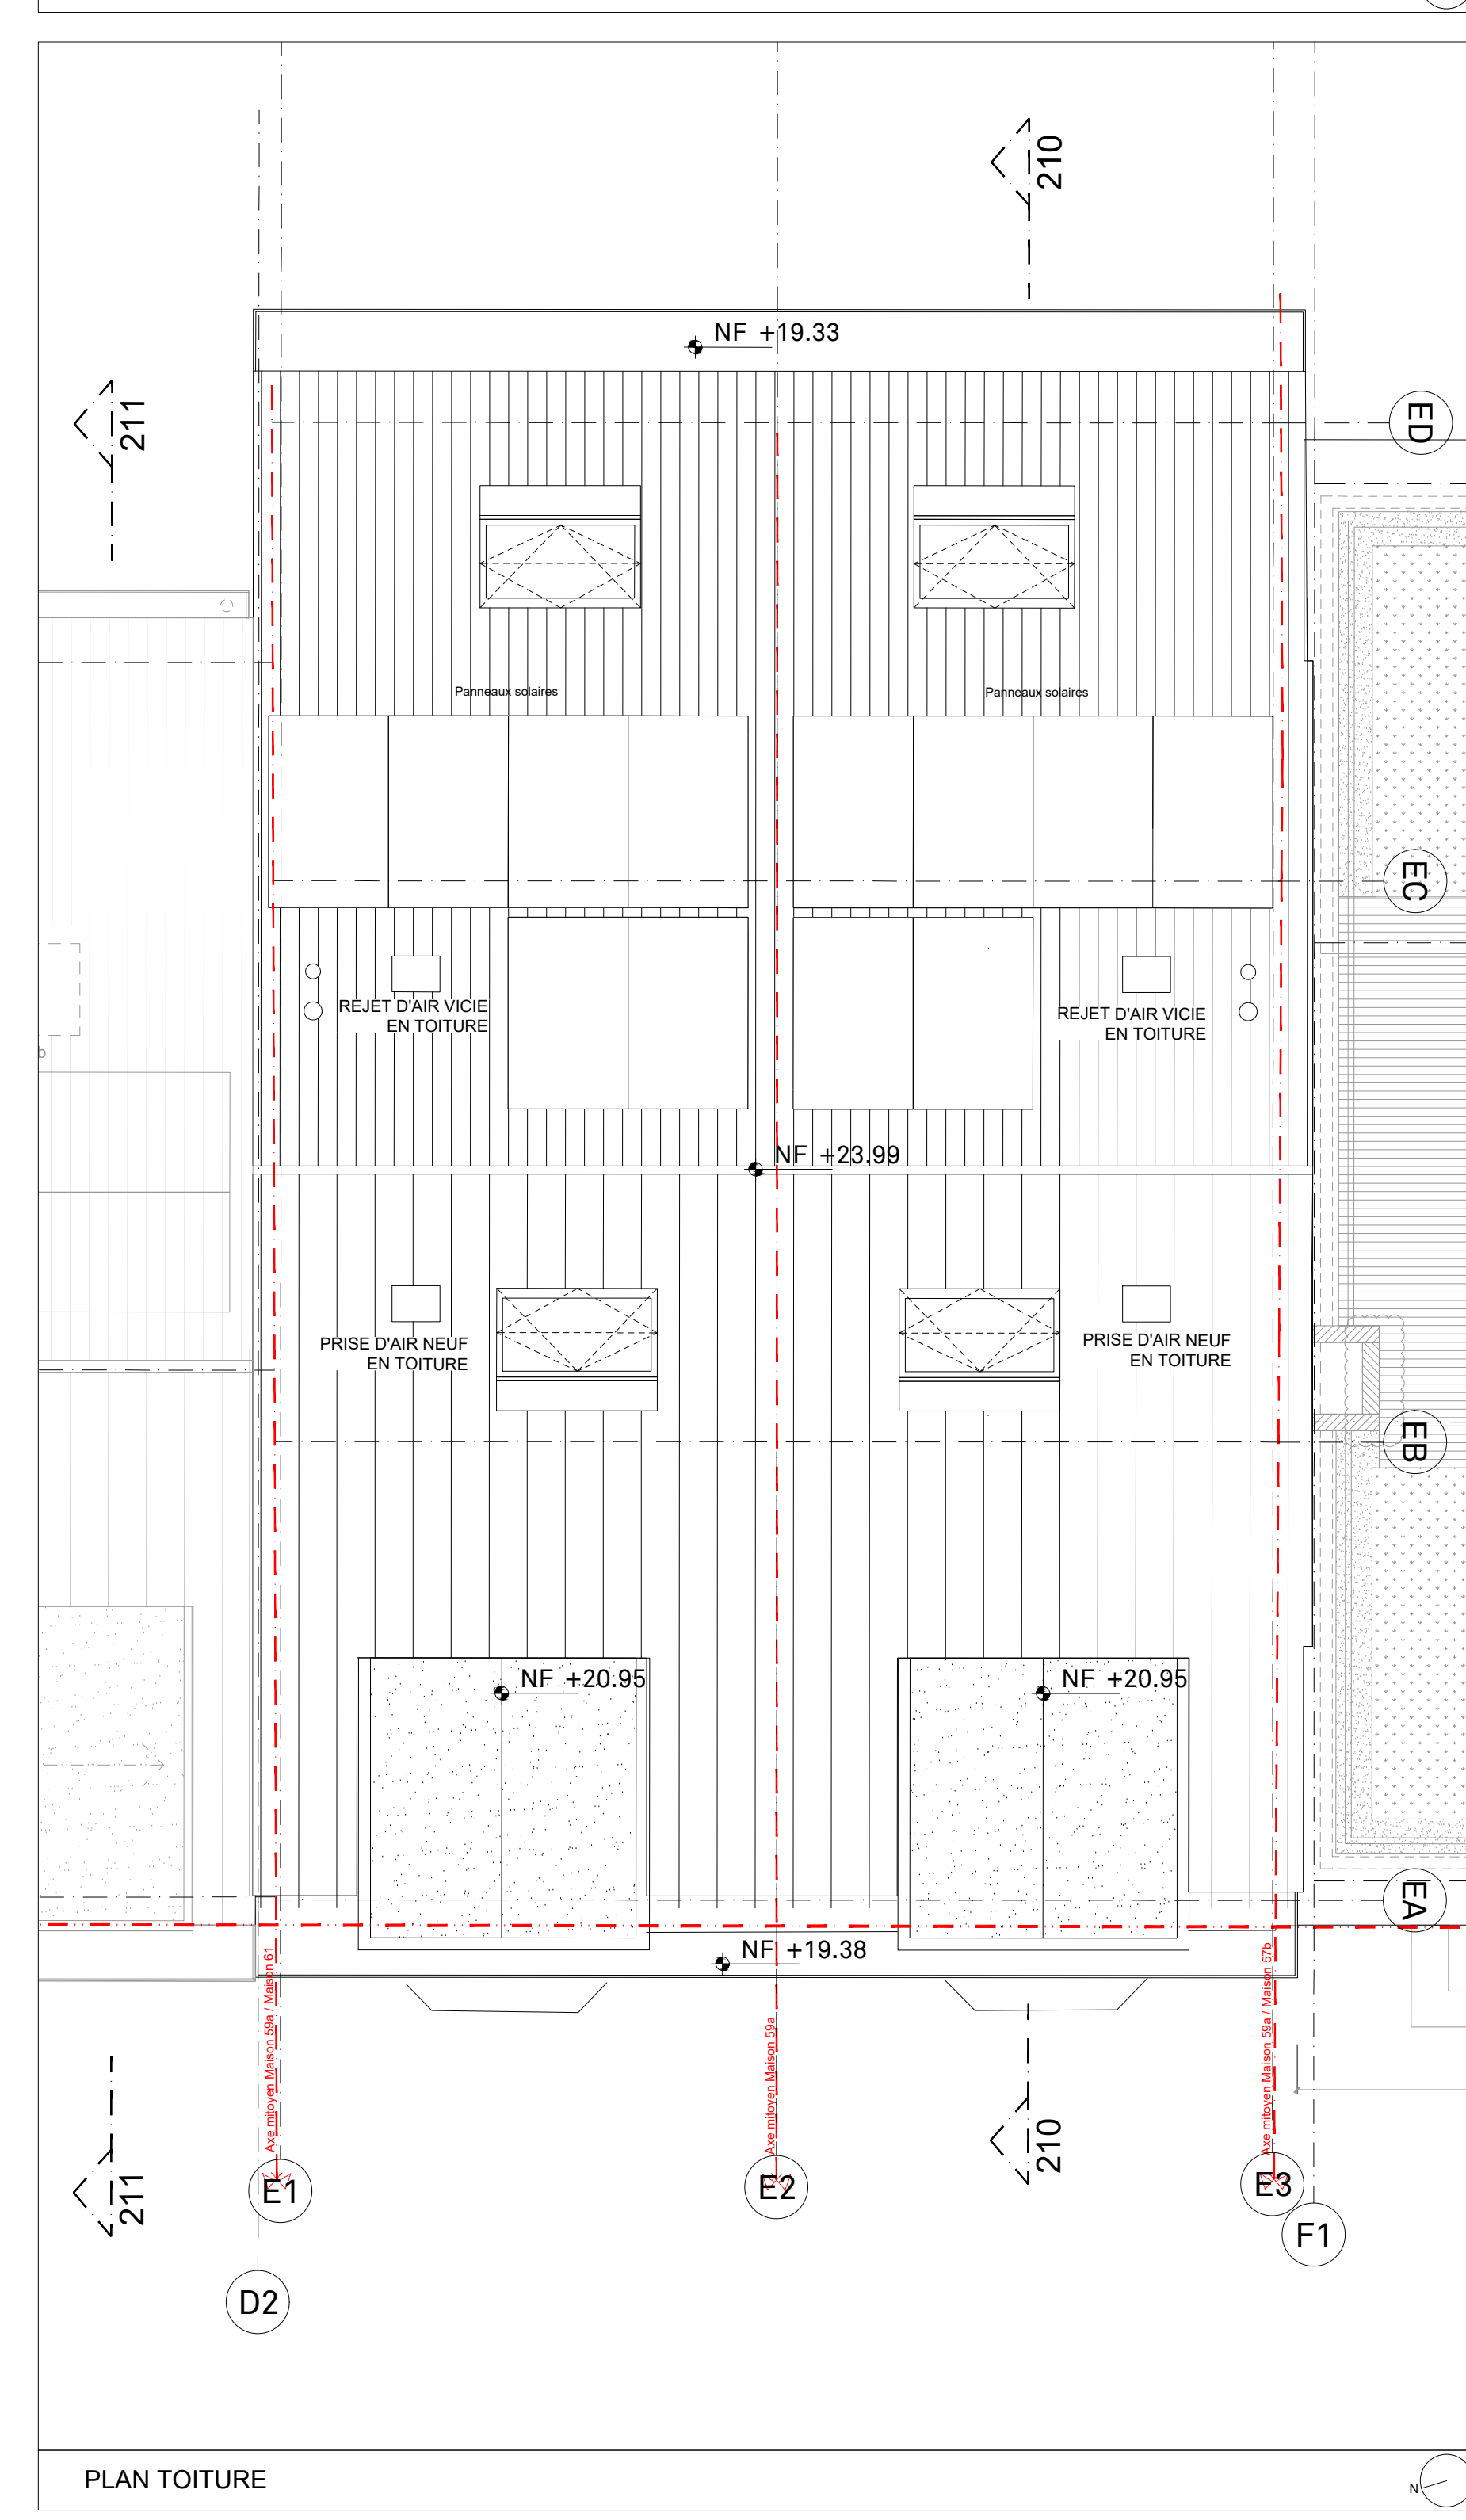 210
211
NF +19.33
ED
Panneaux solaires
Panneaux solaires
EC
REJET D'AIR VICIE
EN TOITURE
REJET D'AIR VICIE
EN TOITURE
b
NF +23.99
PRISE D'AIR NEUF
EN TOITURE
PRISE D'AIR NEUF
EN TOITURE
EB
NF +20.95
NF +20.95
EA
NF +19.38
Axe mitoyen Maison 59a / Maison 61
Axe mitoyen Maison 59a
Axe mitoyen Maison 59a / Maison 57b
210
211
E1
E2
E3
F1
D2
PLAN TOITURE
N